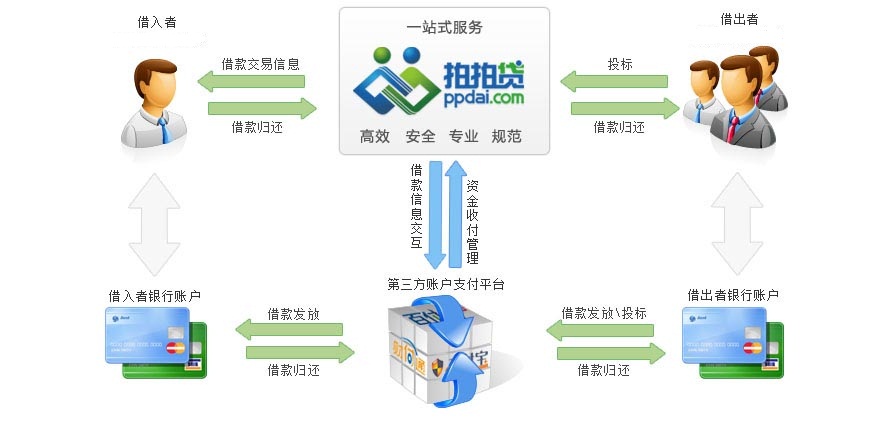 借入者
一站式服务
借出者
借款交易信息
拍拍贷
ppdai.com
投标
借款归还
借款归还
高效 安全 专业 规范
借款信息交互
资金收付管理
借入者银行账户
第三方账户支付平台
借出者银行账户
借款发放
借款发放\投标
借款归还
借款归还